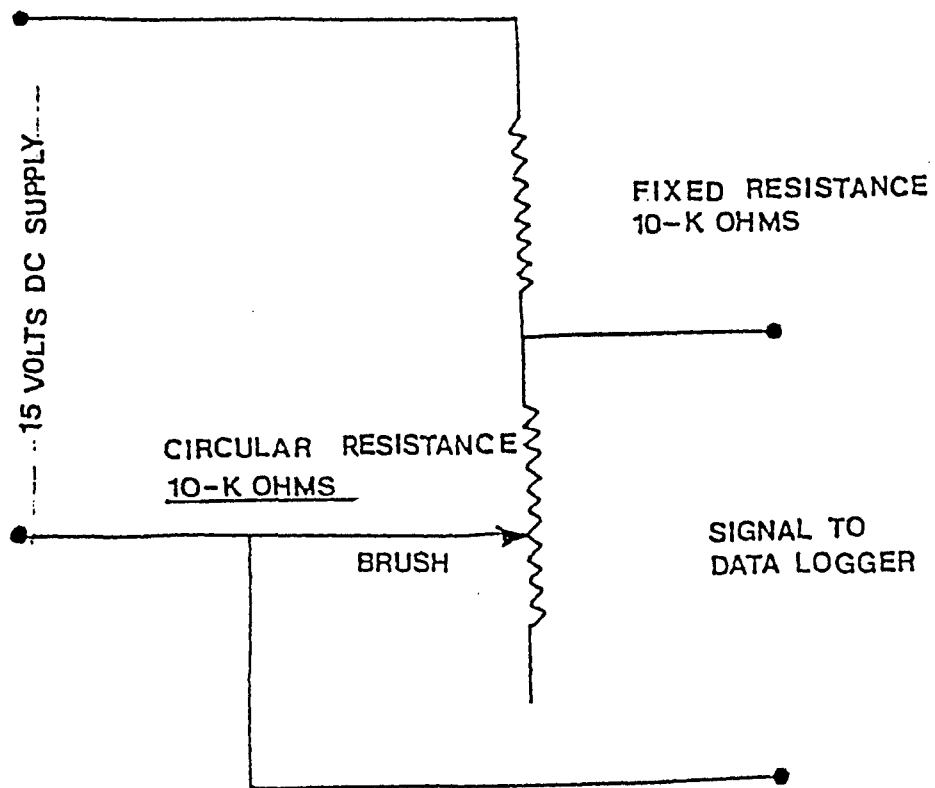 15 VOLTS DC SUPPLY
FIXED RESISTANCE
10-K OHMS
CIRCULAR RESISTANCE
10-K OHMS
BRUSH
SIGNAL TO
DATA LOGGER